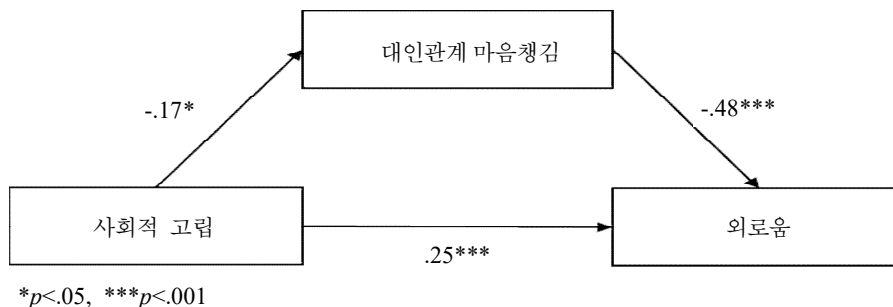 대인관계 마음챙김
-.17*
-.48***
사회적 고립
외로움
.25***
*p<.05, ***p<.001